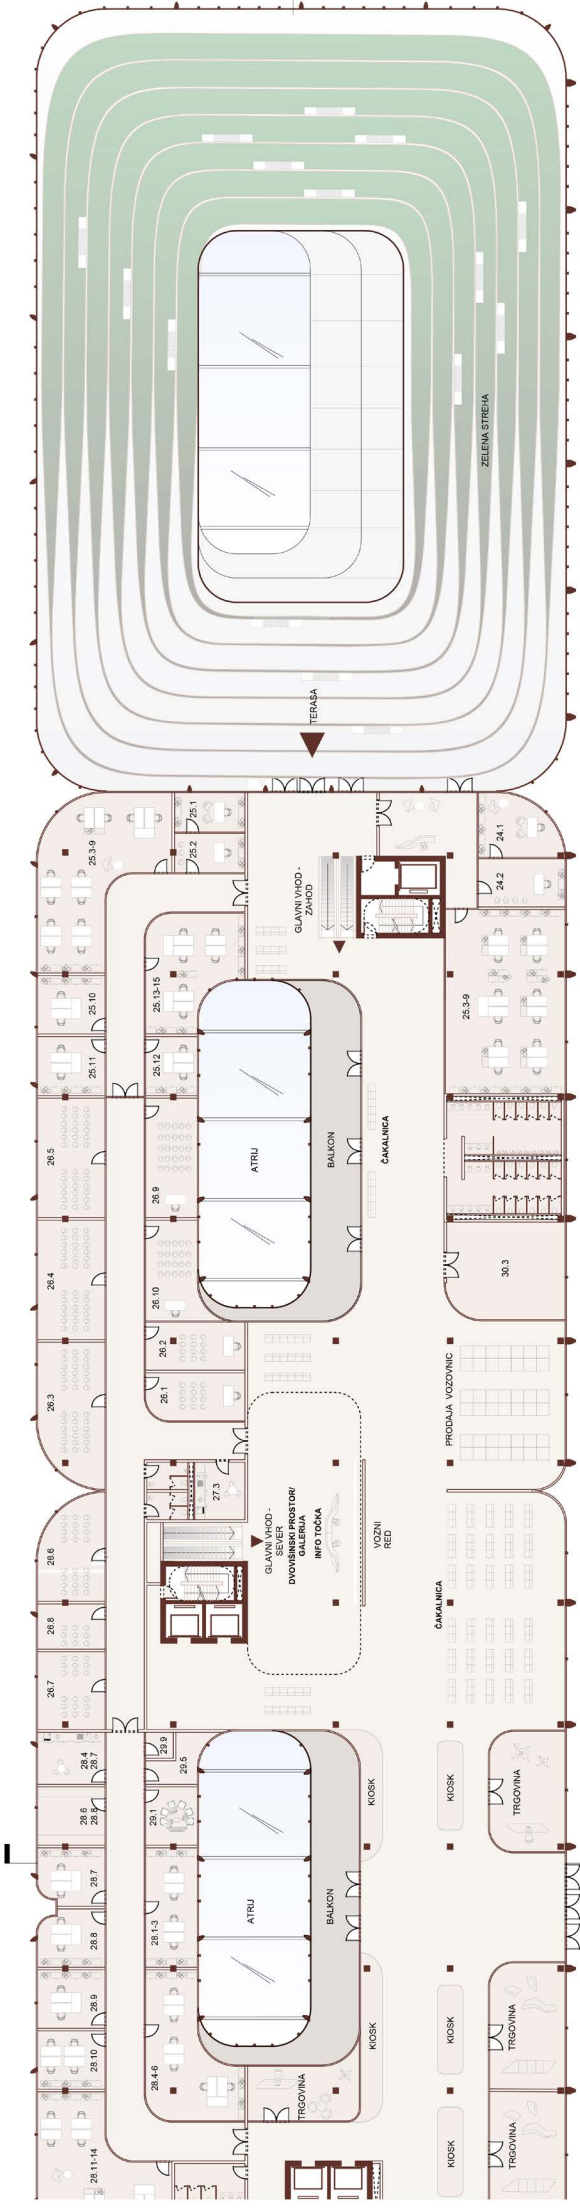 ZELENA STREHA
TERASA
25.3-9
25.1
25.2
24.1
24.2
GLAVNI VHOD -
ZAHOD
25.10
25.13-15
25.3-9
25.11
25.12
26.5
26.9
ATRIJ
BALKON
ČAKALNICA
26.4
26.10
30.3
26.3
26.2
26.1
PRODAJA VOZOVNIC
27.3
GLAVNI VHOD -
SEVER
DVOVIŠINSKI PROSTOR/
GALERIJA
INFO TOČKA
VOZNI
RED
26.6
26.8
26.7
ČAKALNICA
28.4
28.7
29.9
29.5
28.6
28.8
29.1
KIOSK
KIOSK
TRGOVINA
28.7
28.8
28.1-3
ATRIJ
BALKON
28.9
28.10
28.4-6
KIOSK
KIOSK
TRGOVINA
TRGOVINA
28.11-14
KIOSK
TRGOVINA